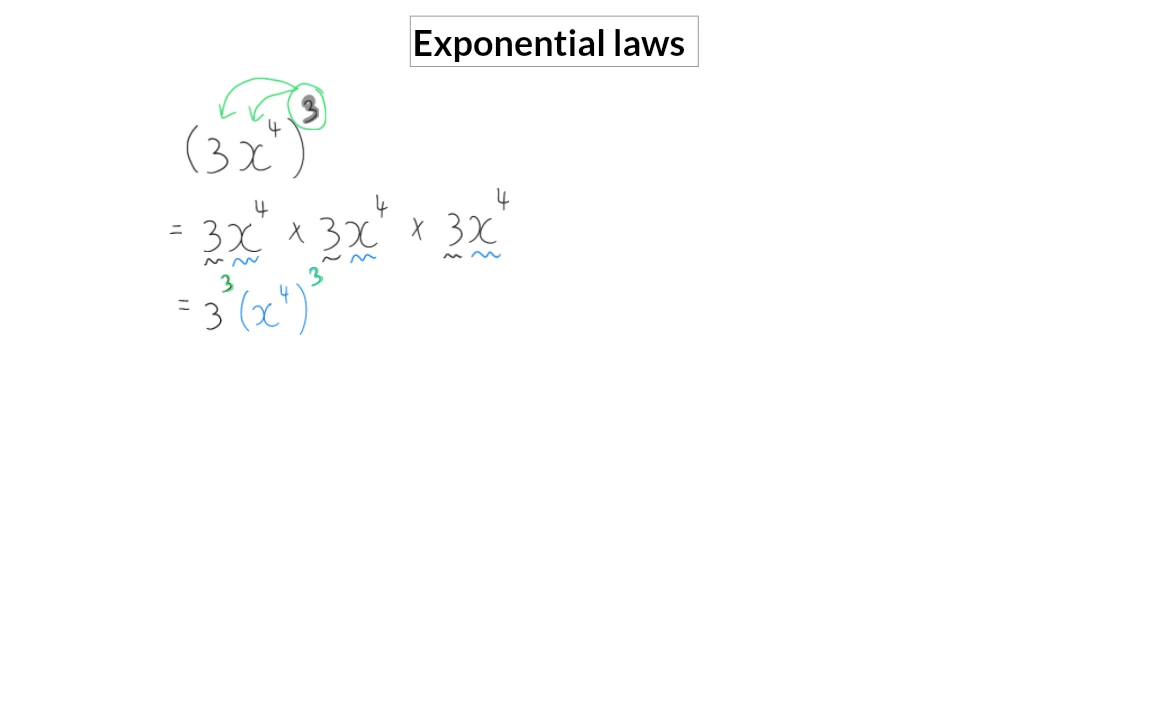 Exponential laws
(3x⁴)³
= 3x⁴ × 3x⁴ × 3x⁴
= 3³(x⁴)³